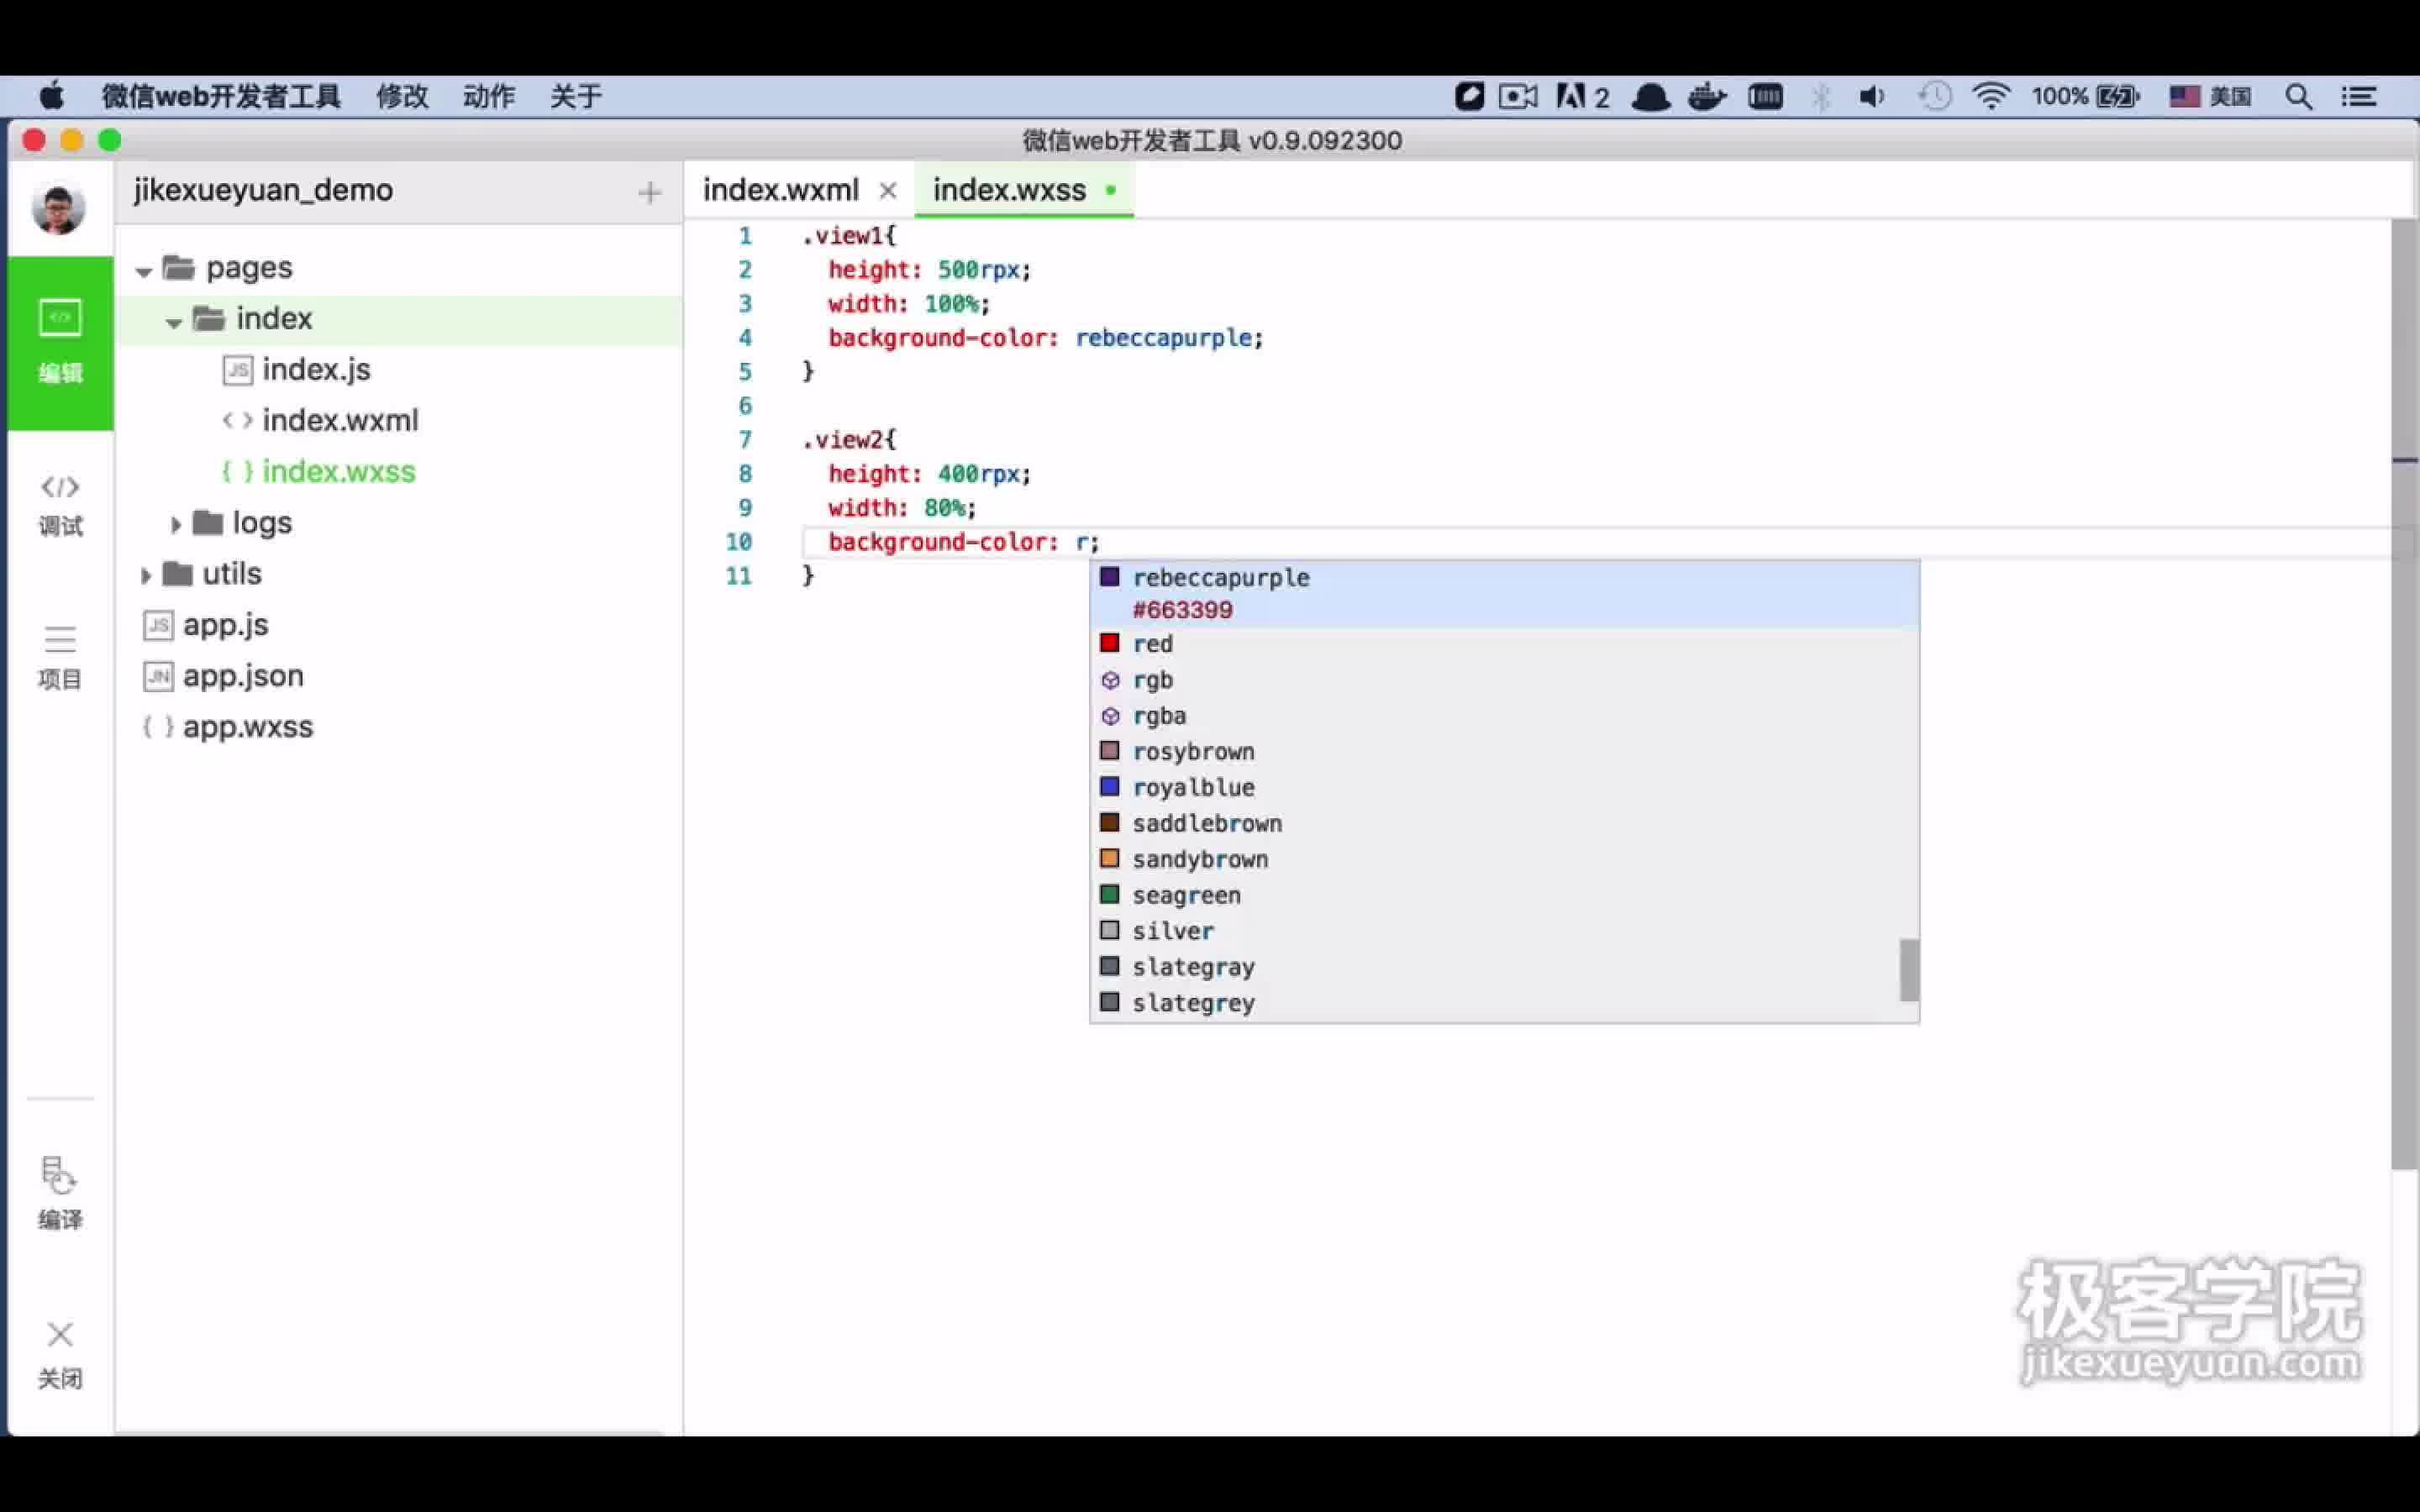 微信web开发者工具 修改 动作 关于 2 100% 美国
微信web开发者工具 v0.9.092300
jikexueyuan_demo +
index.wxml × index.wxss
编辑
调试
项目
编译
关闭
pages
index
JS index.js
< > index.wxml
{ } index.wxss
logs
utils
JS app.js
JN app.json
{ } app.wxss
1 .view1{
2 height: 500rpx;
3 width: 100%;
4 background-color: rebeccapurple;
5 }
6
7 .view2{
8 height: 400rpx;
9 width: 80%;
10 background-color: r;
11 }
rebeccapurple
#663399
red
rgb
rgba
rosybrown
royalblue
saddlebrown
sandybrown
seagreen
silver
slategray
slategrey
极客学院
jikexueyuan.com